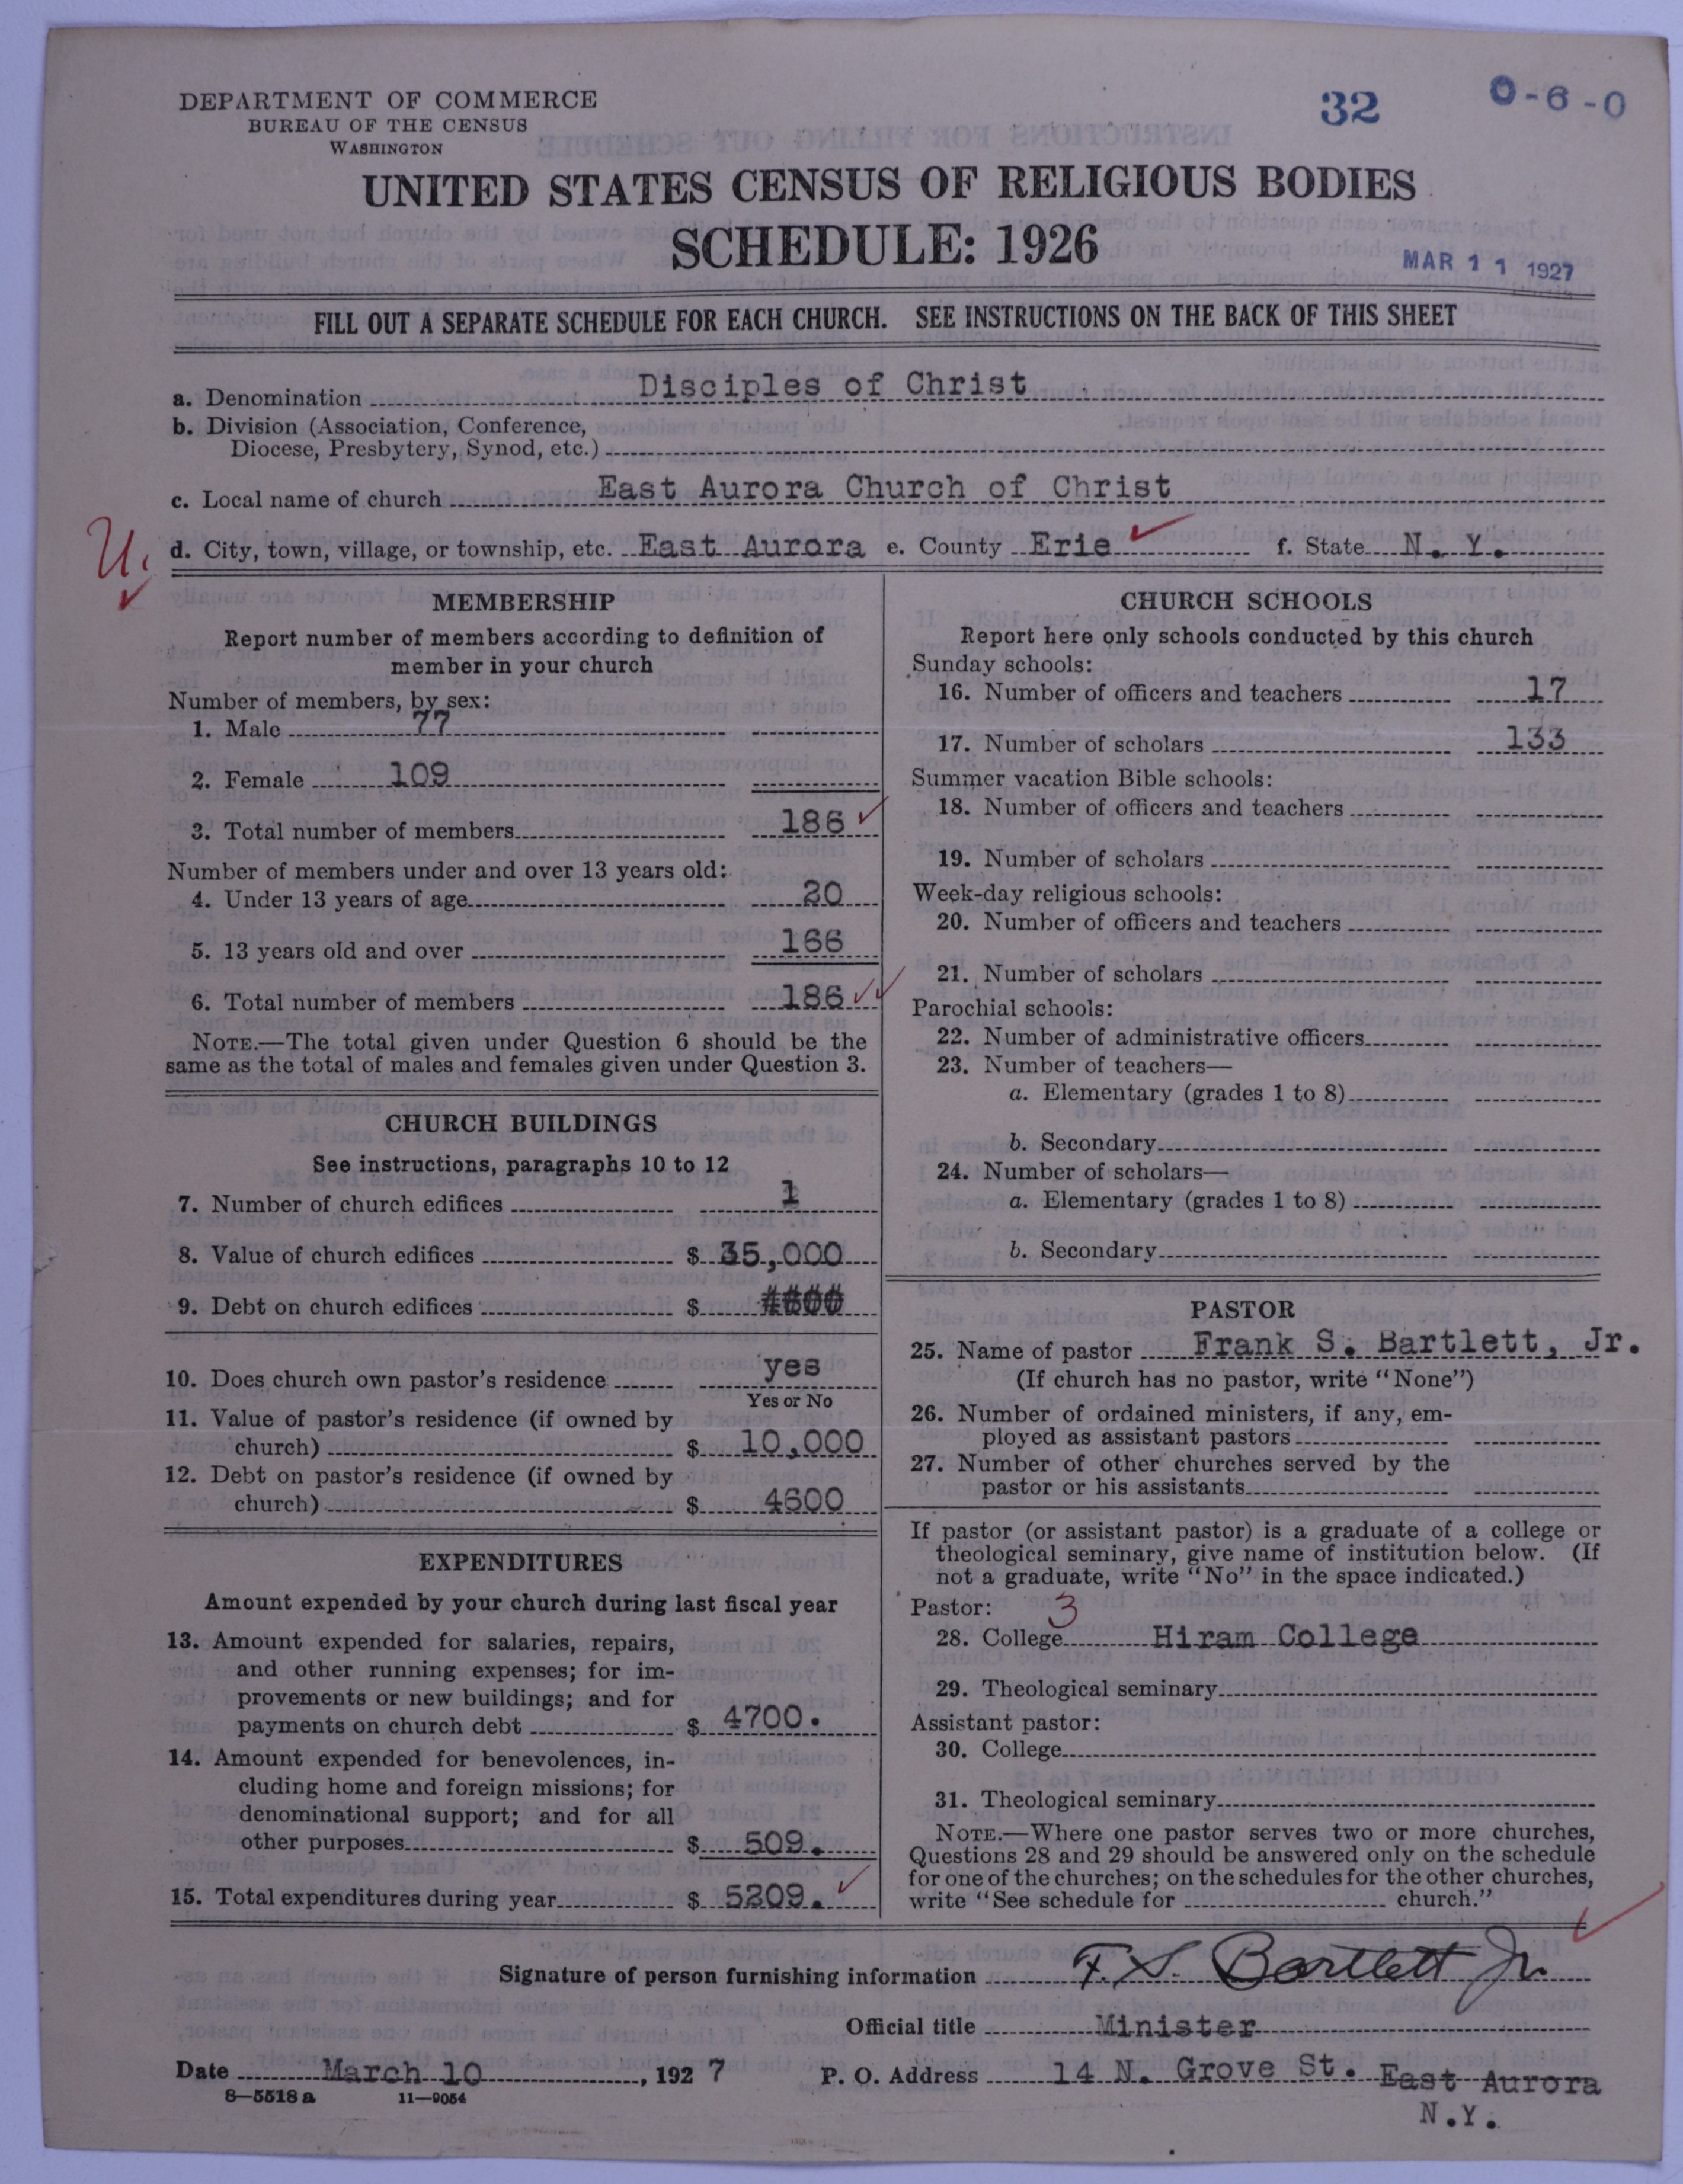 DEPARTMENT OF COMMERCE
BUREAU OF THE CENSUS
WASHINGTON
32
0-6-0
UNITED STATES CENSUS OF RELIGIOUS BODIES
SCHEDULE: 1926
MAR 11 1927
FILL OUT A SEPARATE SCHEDULE FOR EACH CHURCH. SEE INSTRUCTIONS ON THE BACK OF THIS SHEET
a. Denomination Disciples of Christ
b. Division (Association, Conference,
Diocese, Presbytery, Synod, etc.)
c. Local name of church East Aurora Church of Christ
U.
d. City, town, village, or township, etc. East Aurora e. County Erie f. State N. Y.
MEMBERSHIP
Report number of members according to definition of
member in your church
Number of members, by sex:
1. Male 77
2. Female 109
3. Total number of members 186
Number of members under and over 13 years old:
4. Under 13 years of age 20
5. 13 years old and over 166
6. Total number of members 186
NOTE.—The total given under Question 6 should be the
same as the total of males and females given under Question 3.
CHURCH BUILDINGS
See instructions, paragraphs 10 to 12
7. Number of church edifices 1
8. Value of church edifices $ 35,000
9. Debt on church edifices $
10. Does church own pastor's residence yes
Yes or No
11. Value of pastor's residence (if owned by
church) $ 10,000
12. Debt on pastor's residence (if owned by
church) $ 4600
EXPENDITURES
Amount expended by your church during last fiscal year
13. Amount expended for salaries, repairs,
and other running expenses; for im-
provements or new buildings; and for
payments on church debt $ 4700.
14. Amount expended for benevolences, in-
cluding home and foreign missions; for
denominational support; and for all
other purposes $ 509.
15. Total expenditures during year $ 5209.
CHURCH SCHOOLS
Report here only schools conducted by this church
Sunday schools:
16. Number of officers and teachers 17
17. Number of scholars 133
Summer vacation Bible schools:
18. Number of officers and teachers
19. Number of scholars
Week-day religious schools:
20. Number of officers and teachers
21. Number of scholars
Parochial schools:
22. Number of administrative officers
23. Number of teachers—
a. Elementary (grades 1 to 8)
b. Secondary
24. Number of scholars—
a. Elementary (grades 1 to 8)
b. Secondary
PASTOR
25. Name of pastor Frank S. Bartlett, Jr.
(If church has no pastor, write "None")
26. Number of ordained ministers, if any, em-
ployed as assistant pastors
27. Number of other churches served by the
pastor or his assistants
If pastor (or assistant pastor) is a graduate of a college or
theological seminary, give name of institution below. (If
not a graduate, write "No" in the space indicated.)
Pastor: 3
28. College Hiram College
29. Theological seminary
Assistant pastor:
30. College
31. Theological seminary
NOTE.—Where one pastor serves two or more churches,
Questions 28 and 29 should be answered only on the schedule
for one of the churches; on the schedules for the other churches,
write "See schedule for church."
Signature of person furnishing information F. S. Bartlett Jr.
Official title Minister
Date March 10, 1927 P. O. Address 14 N. Grove St. East Aurora
N.Y.
8—5518 a 11—9054